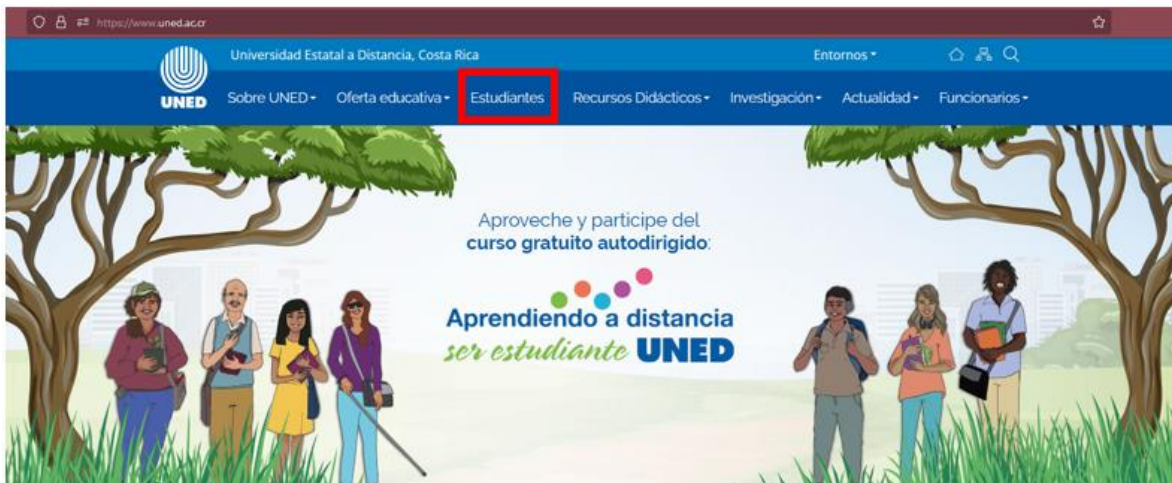 https://www.uned.ac.cr
Universidad Estatal a Distancia, Costa Rica
Entornos
UNED
Sobre UNED
Oferta educativa
Estudiantes
Recursos Didácticos
Investigación
Actualidad
Funcionarios
Aproveche y participe del
curso gratuito autodirigido:
Aprendiendo a distancia
ser estudiante UNED